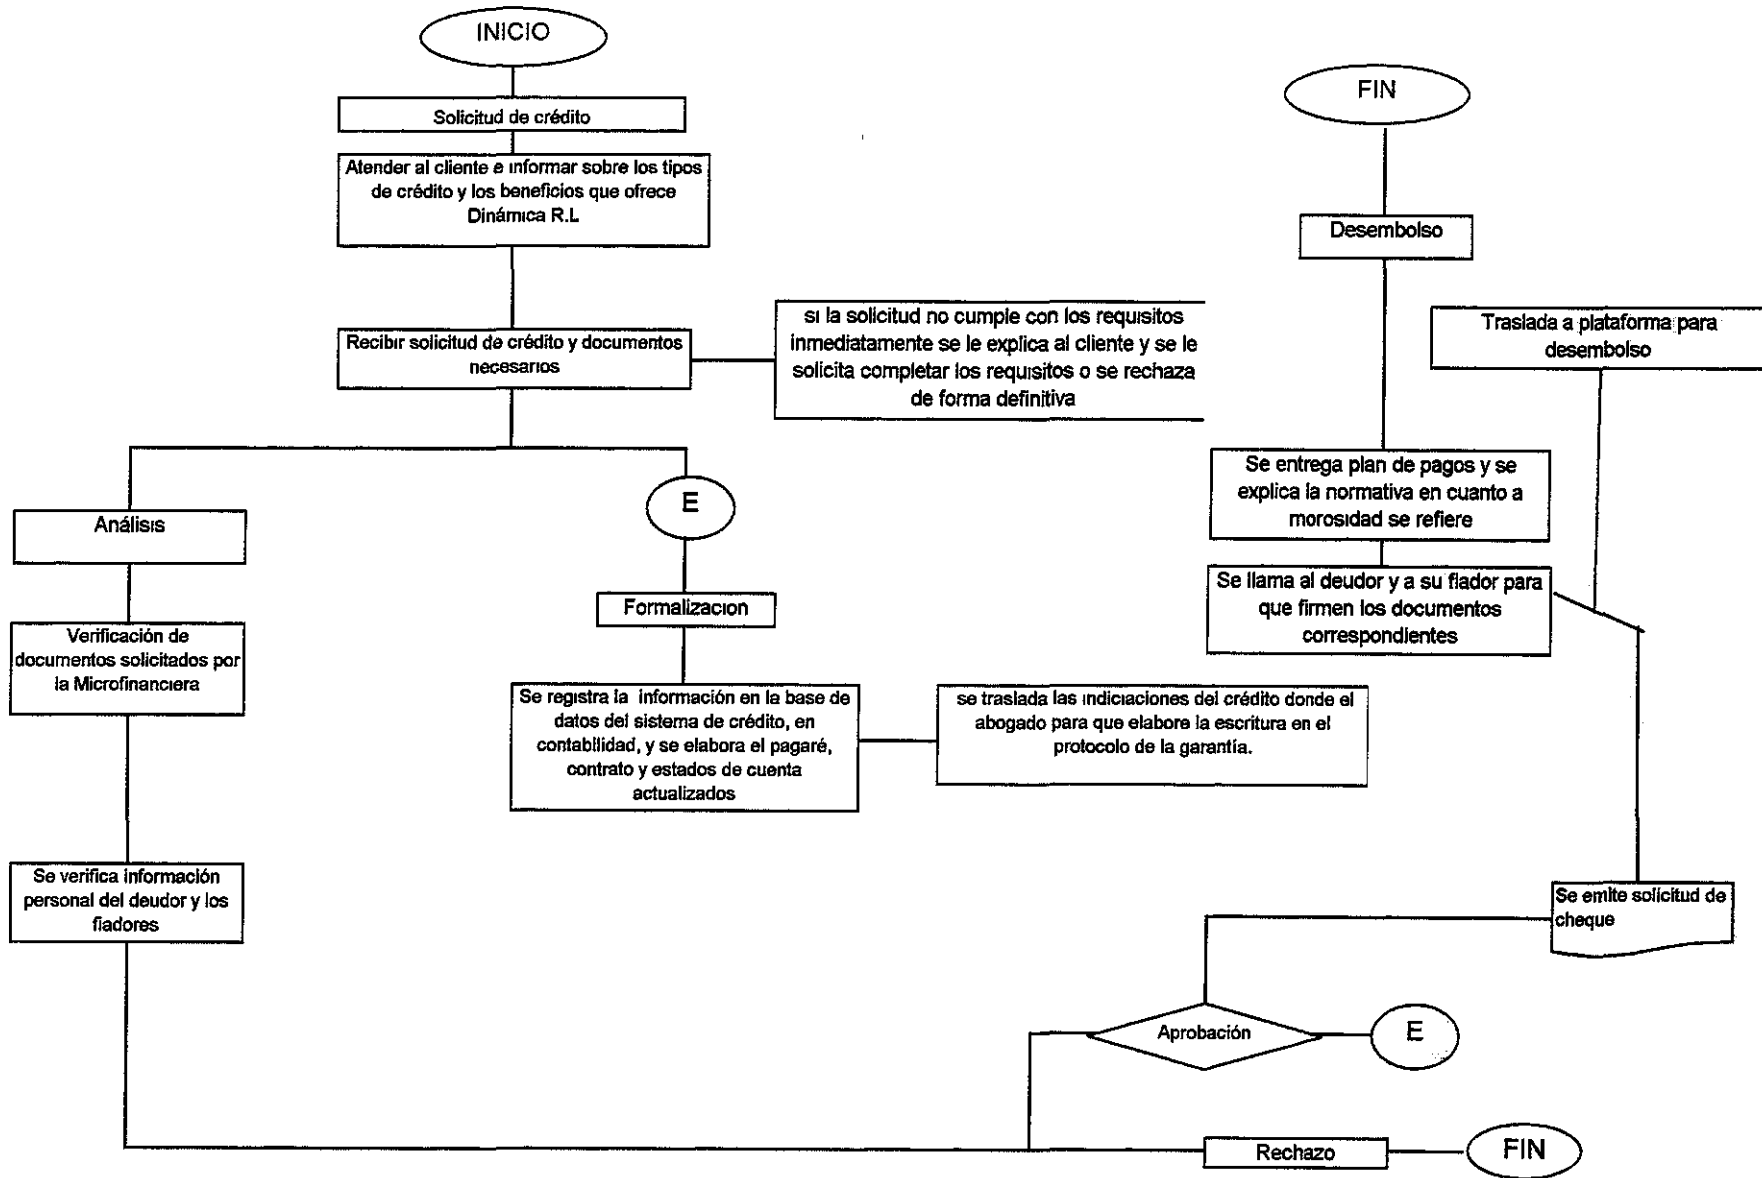 INICIO
Solicitud de crédito
Atender al cliente e informar sobre los tipos
de crédito y los beneficios que ofrece
Dinámica R.L
Recibir solicitud de crédito y documentos
necesarios
si la solicitud no cumple con los requisitos
inmediatamente se le explica al cliente y se le
solicita completar los requisitos o se rechaza
de forma definitiva
Análisis
Verificación de
documentos solicitados por
la Microfinanciera
Se verifica información
personal del deudor y los
fiadores
E
Formalizacion
Se registra la información en la base de
datos del sistema de crédito, en
contabilidad, y se elabora el pagaré,
contrato y estados de cuenta
actualizados
se traslada las indiciaciones del crédito donde el
abogado para que elabore la escritura en el
protocolo de la garantía.
FIN
Desembolso
Se entrega plan de pagos y se
explica la normativa en cuanto a
morosidad se refiere
Se llama al deudor y a su fiador para
que firmen los documentos
correspondientes
Traslada a plataforma para
desembolso
Se emite solicitud de
cheque
Aprobación
E
Rechazo
FIN